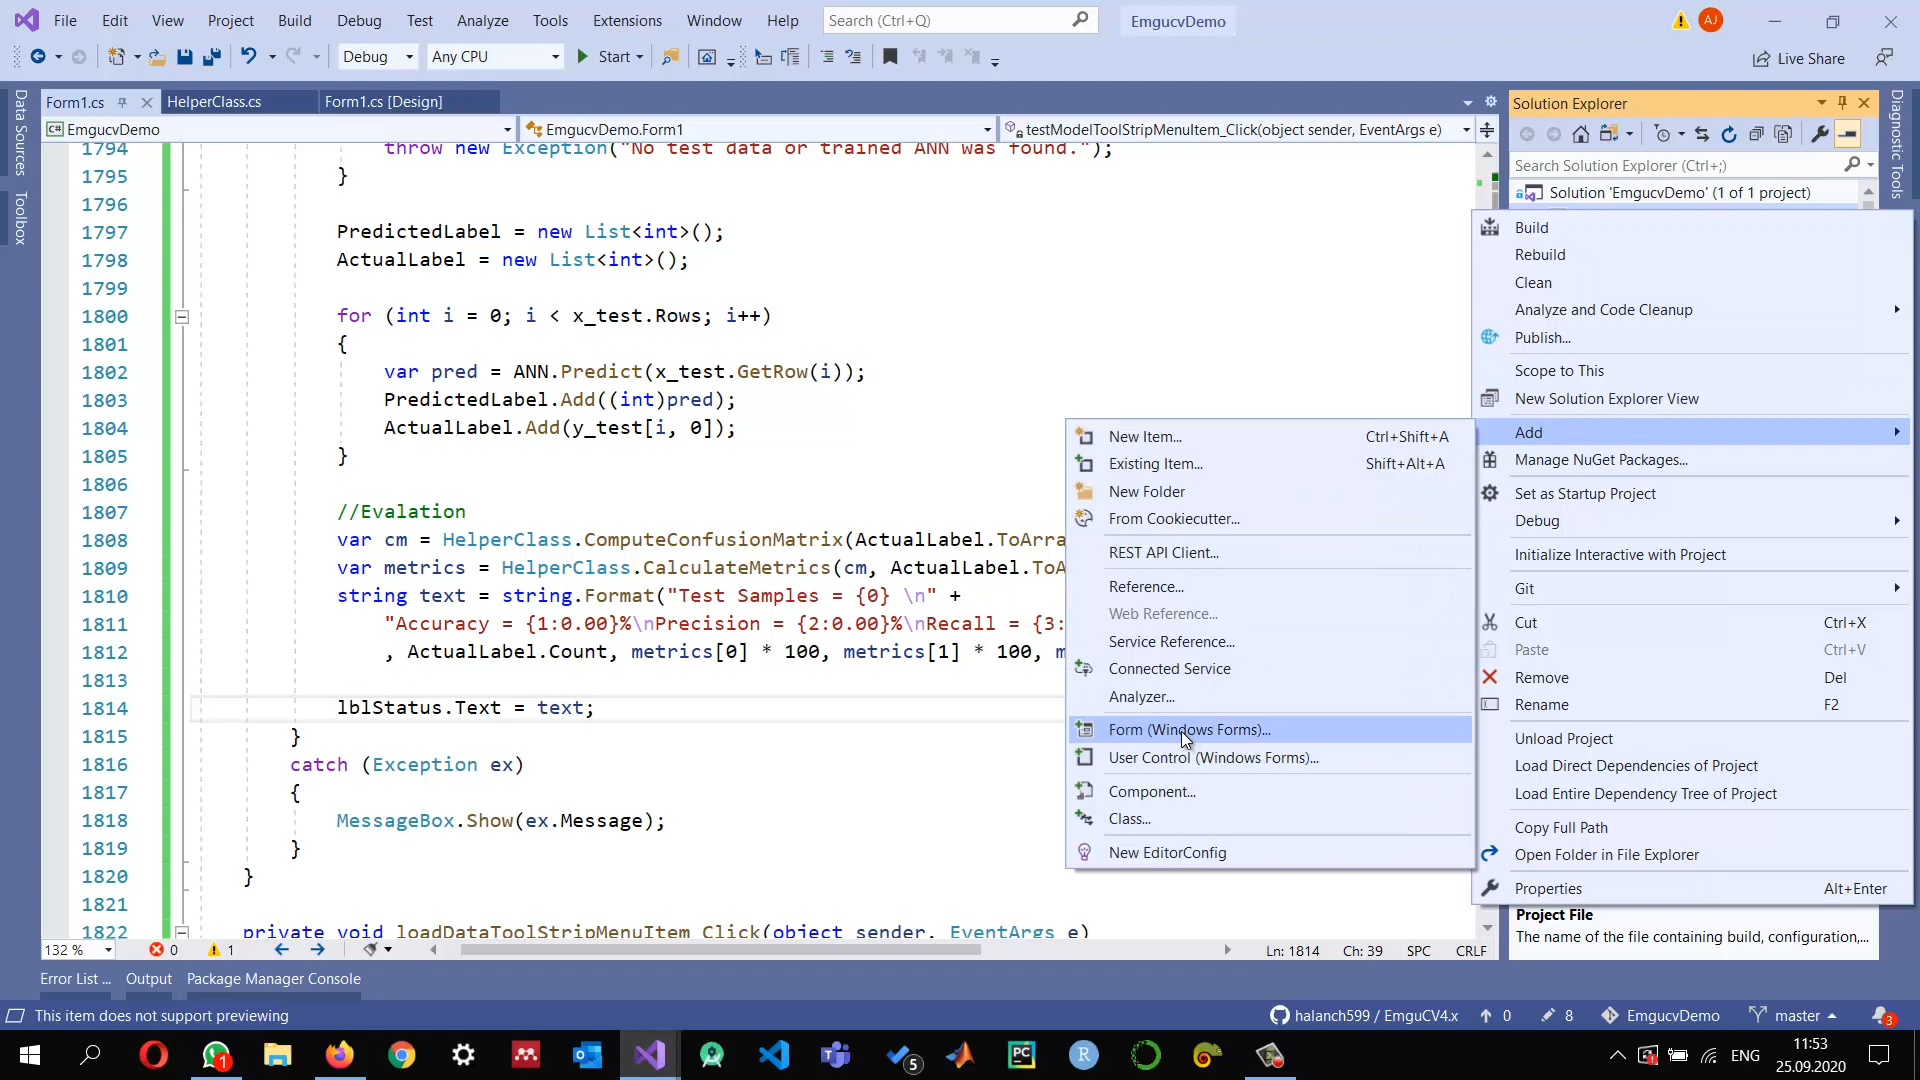 File Edit View Project Build Debug Test Analyze Tools Extensions Window Help Search (Ctrl+Q) EmgucvDemo AJ
Debug Any CPU Start Live Share
Form1.cs HelperClass.cs Form1.cs [Design]
C# EmgucvDemo EmgucvDemo.Form1 testModelToolStripMenuItem_Click(object sender, EventArgs e)
Data Sources
Toolbox
1794 throw new Exception("No test data or trained ANN was found.");
1795 }
1796
1797 PredictedLabel = new List<int>();
1798 ActualLabel = new List<int>();
1799
1800 for (int i = 0; i < x_test.Rows; i++)
1801 {
1802 var pred = ANN.Predict(x_test.GetRow(i));
1803 PredictedLabel.Add((int)pred);
1804 ActualLabel.Add(y_test[i, 0]);
1805 }
1806
1807 //Evalation
1808 var cm = HelperClass.ComputeConfusionMatrix(ActualLabel.ToArra
1809 var metrics = HelperClass.CalculateMetrics(cm, ActualLabel.ToA
1810 string text = string.Format("Test Samples = {0} \n" +
1811 "Accuracy = {1:0.00}%\nPrecision = {2:0.00}%\nRecall = {3:
1812 , ActualLabel.Count, metrics[0] * 100, metrics[1] * 100, m
1813
1814 lblStatus.Text = text;
1815 }
1816 catch (Exception ex)
1817 {
1818 MessageBox.Show(ex.Message);
1819 }
1820 }
1821
1822 private void loadDataToolStripMenuItem_Click(object sender, EventArgs e)
132 % 0 1 Ln: 1814 Ch: 39 SPC CRLF
Error List ... Output Package Manager Console
This item does not support previewing
halanch599 / EmguCV4.x 0 8 EmgucvDemo master 3
New Item... Ctrl+Shift+A
Existing Item... Shift+Alt+A
New Folder
From Cookiecutter...
REST API Client...
Reference...
Web Reference...
Service Reference...
Connected Service
Analyzer...
Form (Windows Forms)...
User Control (Windows Forms)...
Component...
Class...
New EditorConfig
Solution Explorer
Search Solution Explorer (Ctrl+;)
Solution 'EmgucvDemo' (1 of 1 project)
Diagnostic Tools
Build
Rebuild
Clean
Analyze and Code Cleanup
Publish...
Scope to This
New Solution Explorer View
Add
Manage NuGet Packages...
Set as Startup Project
Debug
Initialize Interactive with Project
Git
Cut Ctrl+X
Paste Ctrl+V
Remove Del
Rename F2
Unload Project
Load Direct Dependencies of Project
Load Entire Dependency Tree of Project
Copy Full Path
Open Folder in File Explorer
Properties Alt+Enter
Project File
The name of the file containing build, configuration,...
1 PC R 5 ENG
11:53
25.09.2020